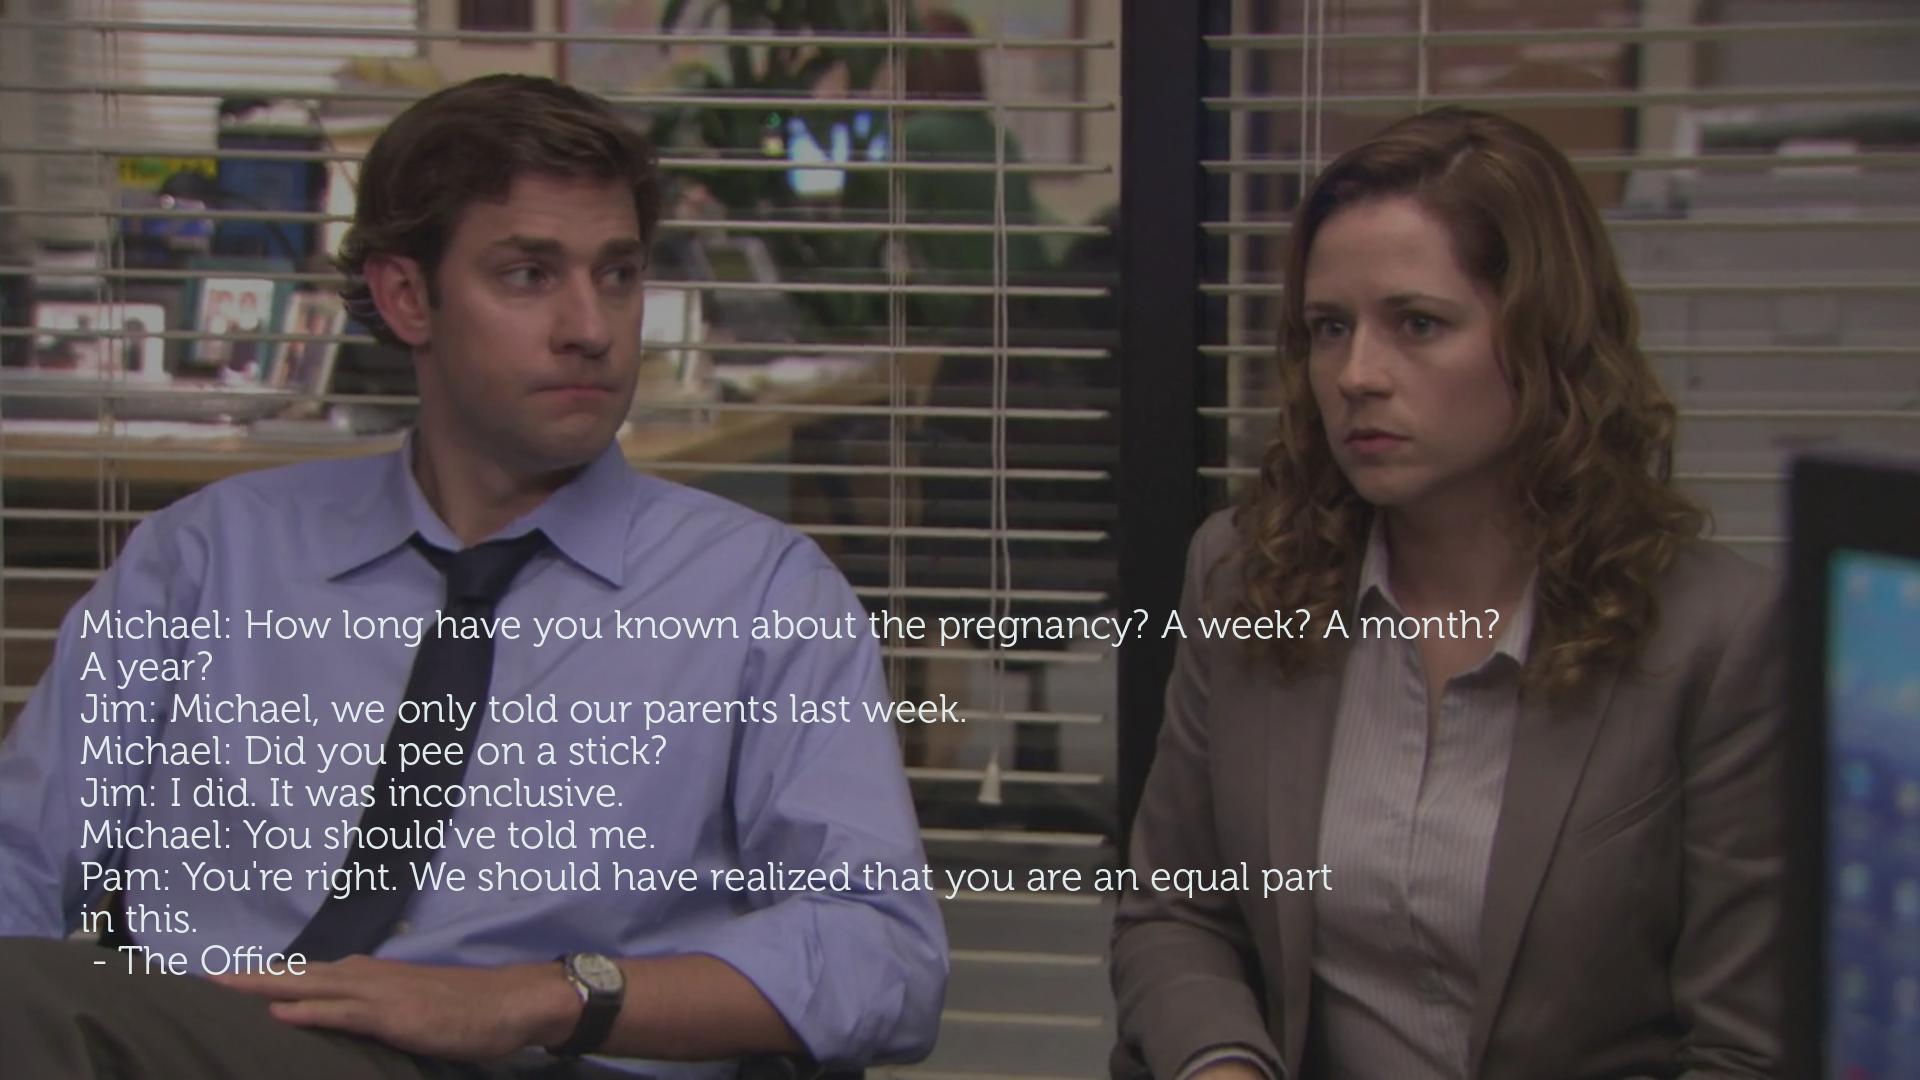 Michael: How long have you known about the pregnancy? A week? A month?
A year?
Jim: Michael, we only told our parents last week.
Michael: Did you pee on a stick?
Jim: I did. It was inconclusive.
Michael: You should've told me.
Pam: You're right. We should have realized that you are an equal part
in this.
- The Office